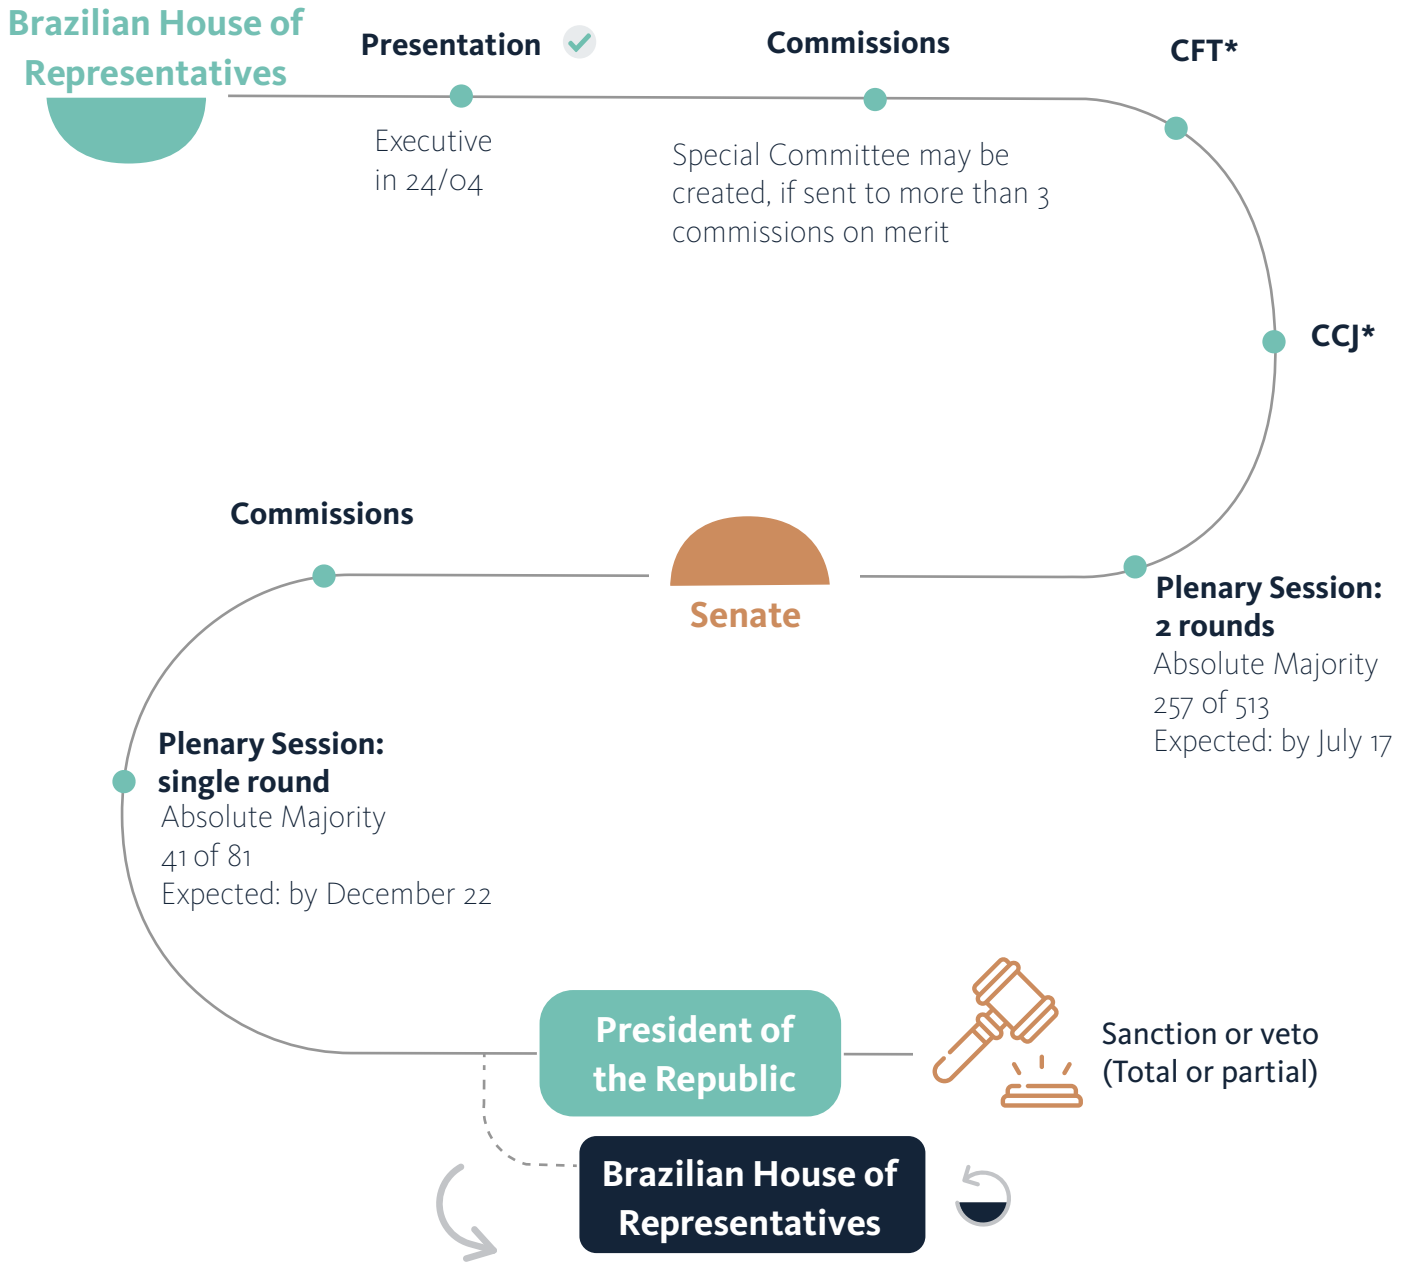 Brazilian House of
Representatives
Presentation
Executive
in 24/04
Commissions
Special Committee may be
created, if sent to more than 3
commissions on merit
CFT*
CCJ*
Plenary Session:
2 rounds
Absolute Majority
257 of 513
Expected: by July 17
Senate
Commissions
Plenary Session:
single round
Absolute Majority
41 of 81
Expected: by December 22
President of
the Republic
Sanction or veto
(Total or partial)
Brazilian House of
Representatives